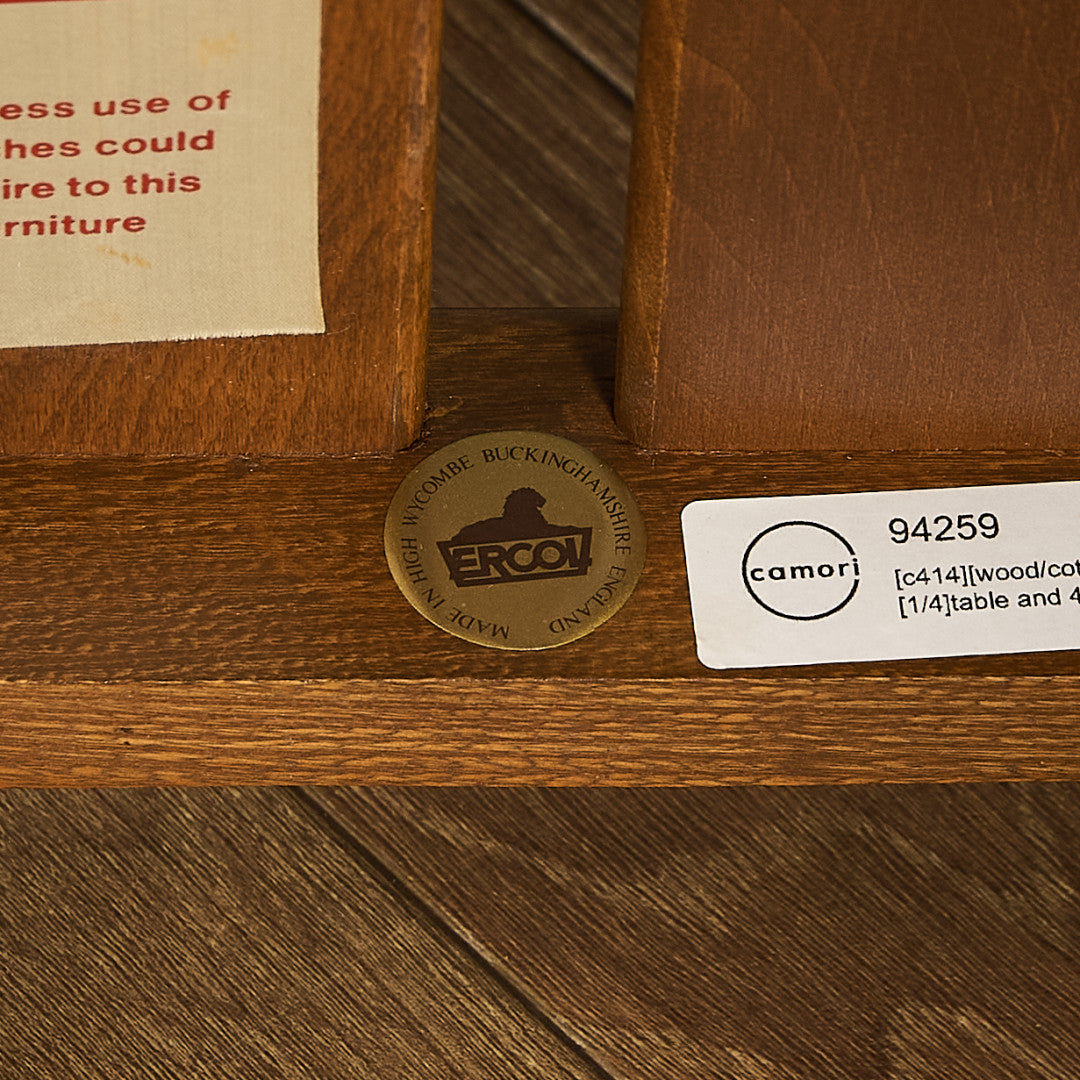 ess use of
hes could
ire to this
rniture
MADE IN HIGH WYCOMBE BUCKINGHAMSHIRE ENGLAND
ERCOL
camori
94259
[c414][wood/cot
[1/4]table and 4